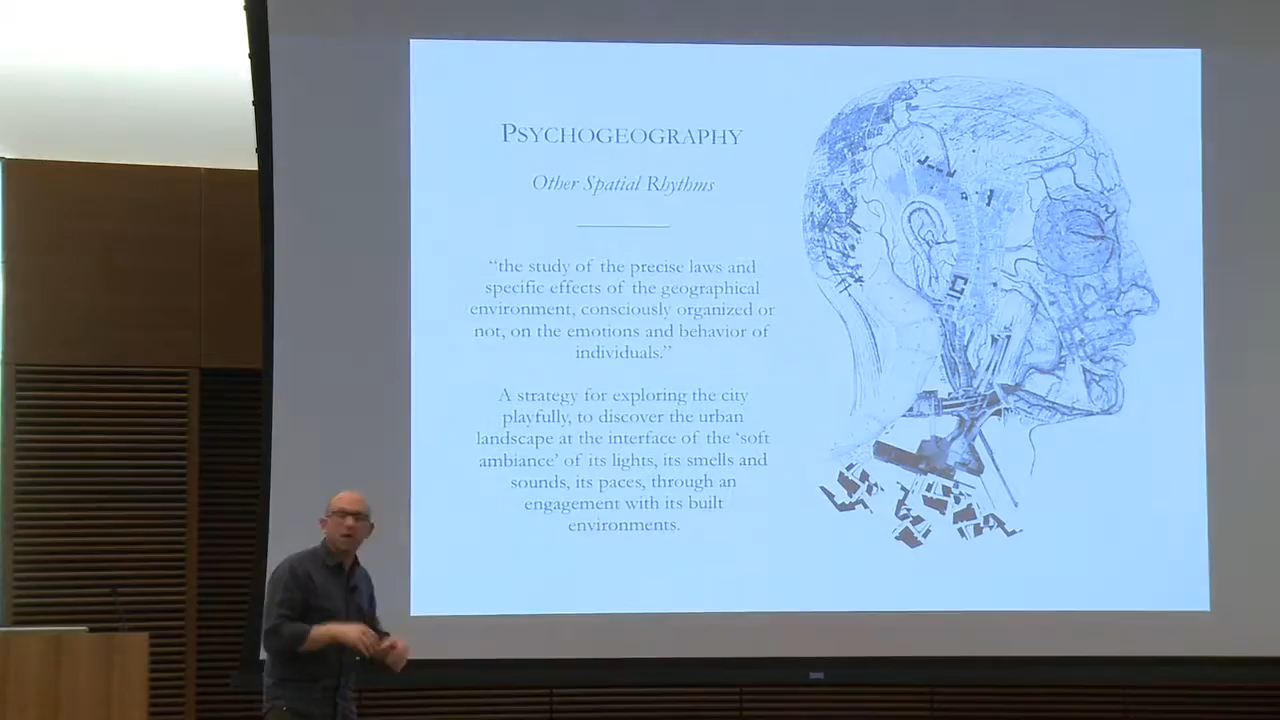 PSYCHOGEOGRAPHY
Other Spatial Rhythms
“the study of the precise laws and
specific effects of the geographical
environment, consciously organized or
not, on the emotions and behavior of
individuals.”
A strategy for exploring the city
playfully, to discover the urban
landscape at the interface of the ‘soft
ambiance’ of its lights, its smells and
sounds, its paces, through an
engagement with its built
environments.